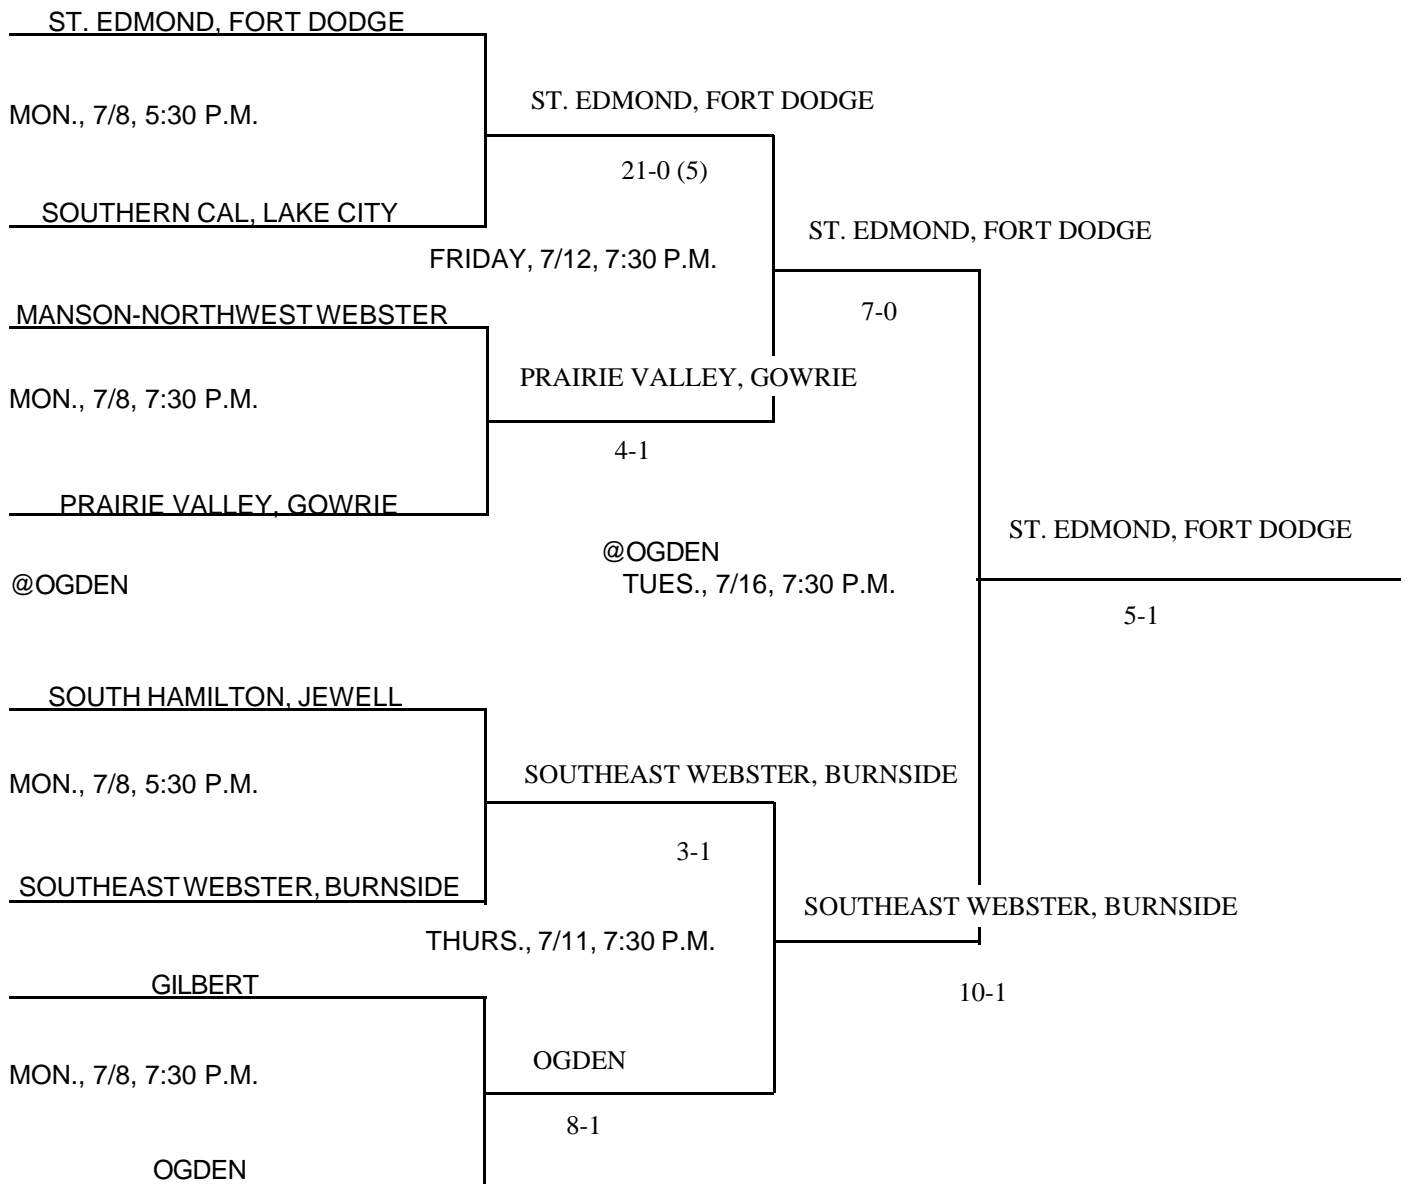 ST. EDMOND, FORT DODGE
ST. EDMOND, FORT DODGE
MON., 7/8, 5:30 P.M.
21-0 (5)
SOUTHERN CAL, LAKE CITY
ST. EDMOND, FORT DODGE
FRIDAY, 7/12, 7:30 P.M.
MANSON-NORTHWEST WEBSTER
7-0
PRAIRIE VALLEY, GOWRIE
MON., 7/8, 7:30 P.M.
4-1
PRAIRIE VALLEY, GOWRIE
ST. EDMOND, FORT DODGE
@OGDEN
@OGDEN
TUES., 7/16, 7:30 P.M.
5-1
SOUTH HAMILTON, JEWELL
SOUTHEAST WEBSTER, BURNSIDE
MON., 7/8, 5:30 P.M.
3-1
SOUTHEAST WEBSTER, BURNSIDE
SOUTHEAST WEBSTER, BURNSIDE
THURS., 7/11, 7:30 P.M.
GILBERT
10-1
OGDEN
MON., 7/8, 7:30 P.M.
8-1
OGDEN